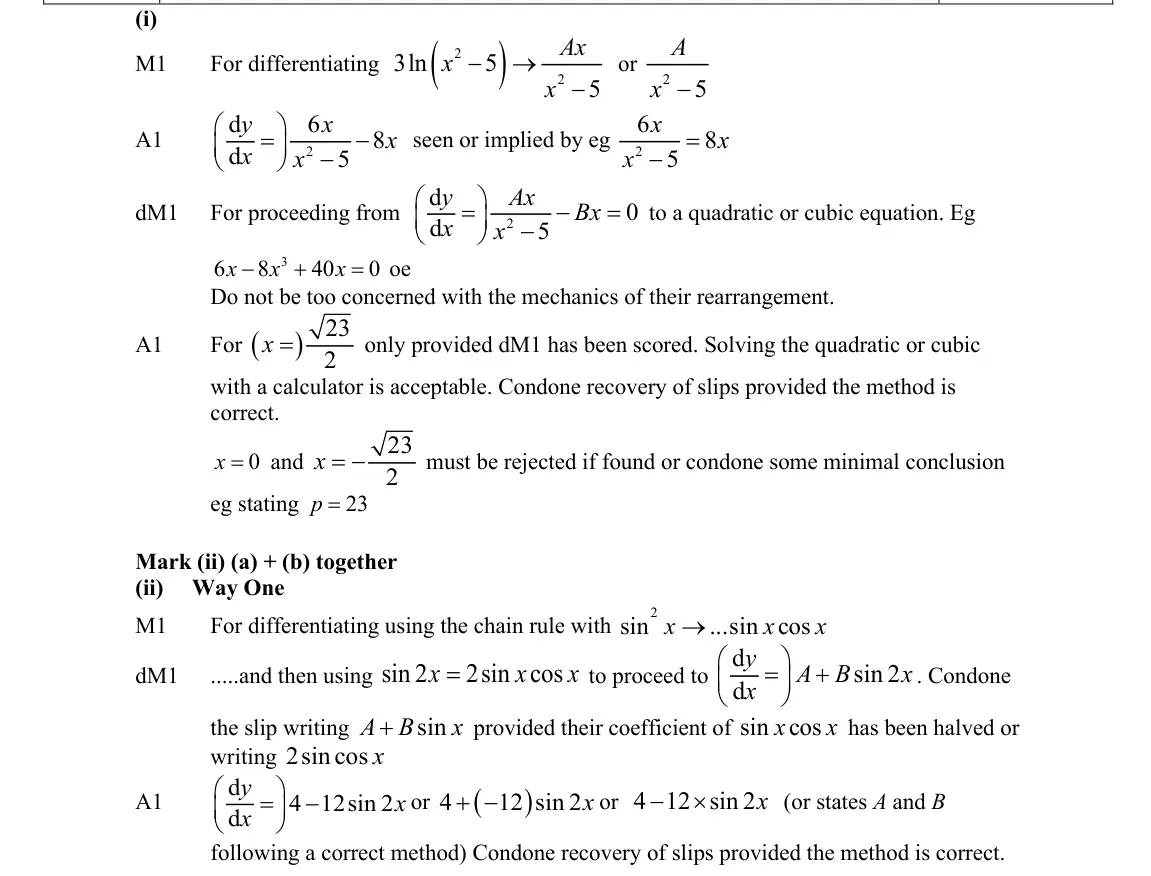 (i)
M1 For differentiating 3ln(x² − 5) → Ax/(x² − 5) or A/(x² − 5)
A1 (dy/dx =) 6x/(x² − 5) − 8x seen or implied by eg 6x/(x² − 5) = 8x
dM1 For proceeding from (dy/dx =) Ax/(x² − 5) − Bx = 0 to a quadratic or cubic equation. Eg
6x − 8x³ + 40x = 0 oe
Do not be too concerned with the mechanics of their rearrangement.
A1 For (x =) √23/2 only provided dM1 has been scored. Solving the quadratic or cubic
with a calculator is acceptable. Condone recovery of slips provided the method is
correct.
x = 0 and x = −√23/2 must be rejected if found or condone some minimal conclusion
eg stating p = 23
Mark (ii) (a) + (b) together
(ii) Way One
M1 For differentiating using the chain rule with sin² x → ...sin x cos x
dM1 .....and then using sin 2x = 2sin x cos x to proceed to (dy/dx =) A + B sin 2x. Condone
the slip writing A + B sin x provided their coefficient of sin x cos x has been halved or
writing 2 sin cos x
A1 (dy/dx =) 4 − 12 sin 2x or 4 + (−12) sin 2x or 4 − 12 × sin 2x (or states A and B
following a correct method) Condone recovery of slips provided the method is correct.